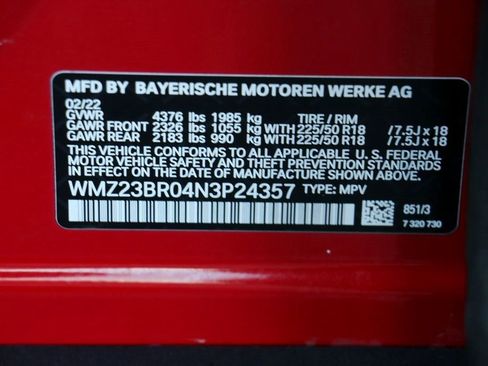 MFD BY BAYERISCHE MOTOREN WERKE AG
02/22
GVWR 4376 lbs 1985 kg TIRE / RIM
GAWR FRONT 2326 lbs 1055 kg WITH 225/50 R18 / 7.5J x 18
GAWR REAR 2183 lbs 990 kg WITH 225/50 R18 / 7.5J x 18
THIS VEHICLE CONFORMS TO ALL APPLICABLE U.S. FEDERAL
MOTOR VEHICLE SAFETY AND THEFT PREVENTION STANDARDS
IN EFFECT ON THE DATE OF MANUFACTURE SHOWN ABOVE.
WMZ23BR04N3P24357 TYPE: MPV
851/3
7 320 730